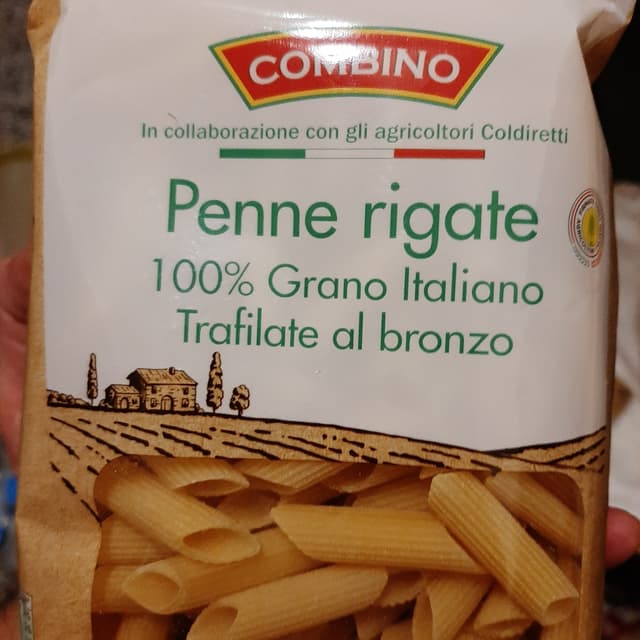 COMBINO
In collaborazione con gli agricoltori Coldiretti
Penne rigate
100% Grano Italiano
Trafilate al bronzo